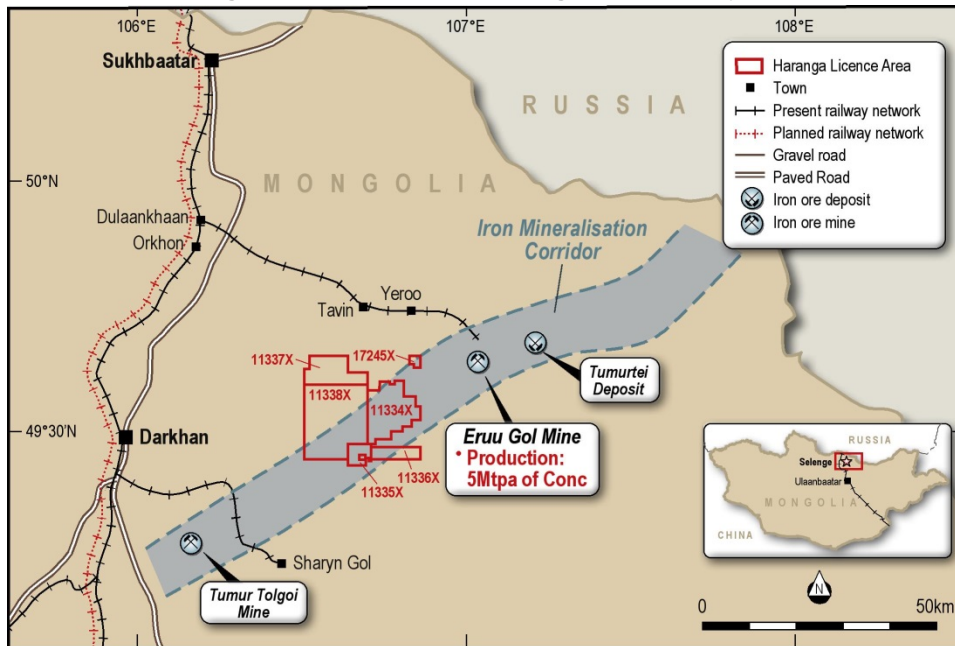 106°E
107°E
108°E
Sukhbaatar
RUSSIA
Haranga Licence Area
Town
Present railway network
Planned railway network
Gravel road
Paved Road
Iron ore deposit
Iron ore mine
50°N
MONGOLIA
Dulaankhaan
Orkhon
Iron Mineralisation
Corridor
Tavin
Yeroo
11337X
17245X
11338X
11334X
Tumurtei
Deposit
49°30'N
Darkhan
Eruu Gol Mine
* Production:
5Mtpa of Conc
11336X
11335X
RUSSIA
Selenge
Ulaanbaatar
MONGOLIA
CHINA
Sharyn Gol
Tumur Tolgoi
Mine
N
0
50km